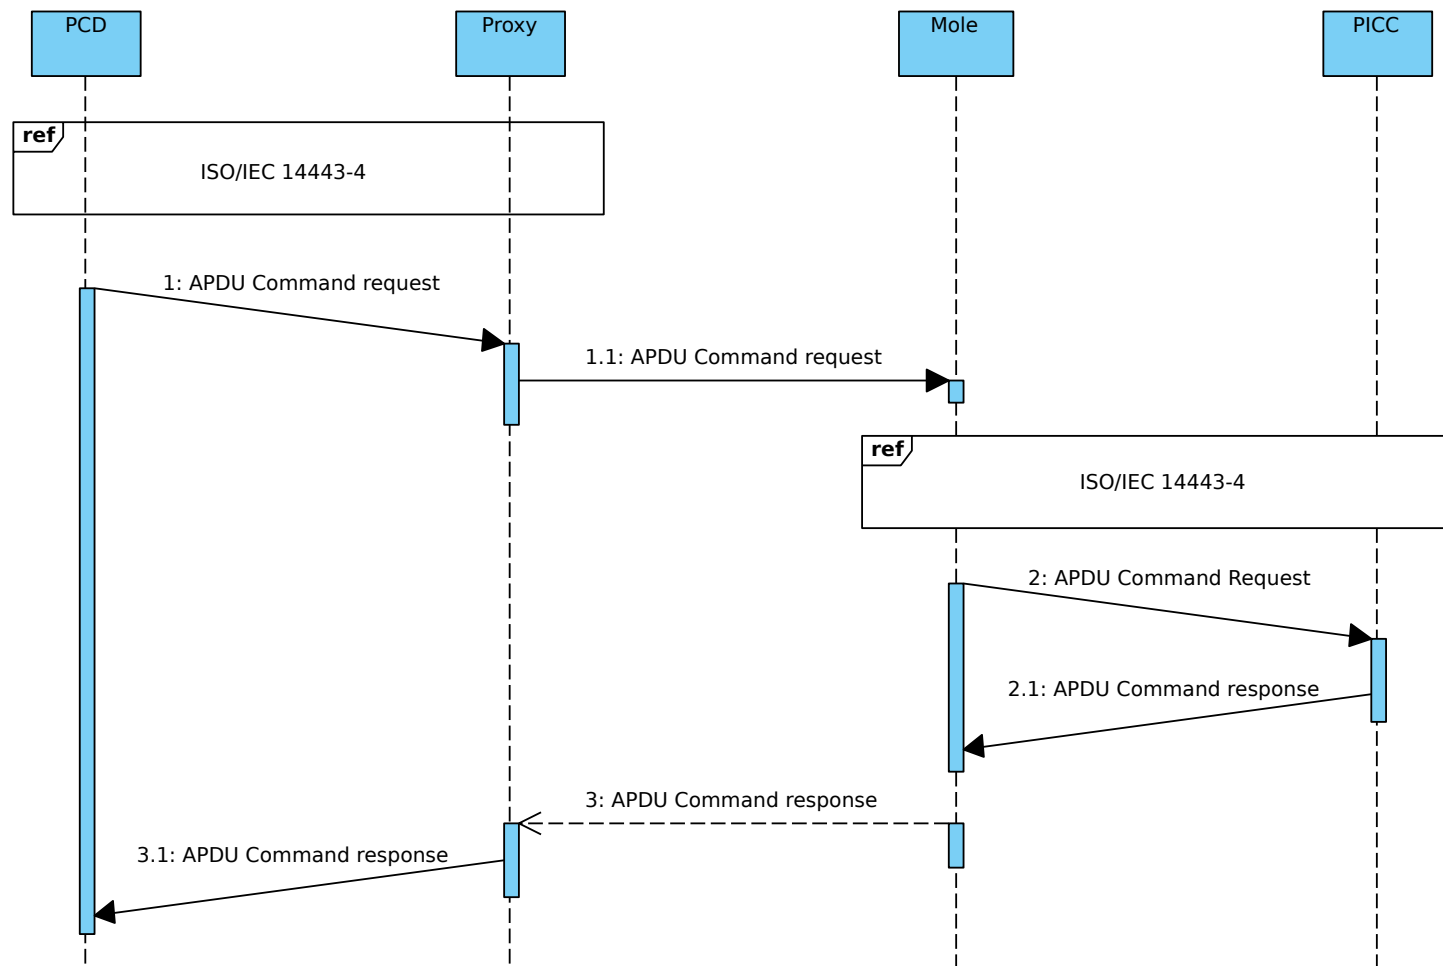 PCD
Proxy
Mole
PICC
ref
ISO/IEC 14443-4
1: APDU Command request
1.1: APDU Command request
ref
ISO/IEC 14443-4
2: APDU Command Request
2.1: APDU Command response
3: APDU Command response
3.1: APDU Command response